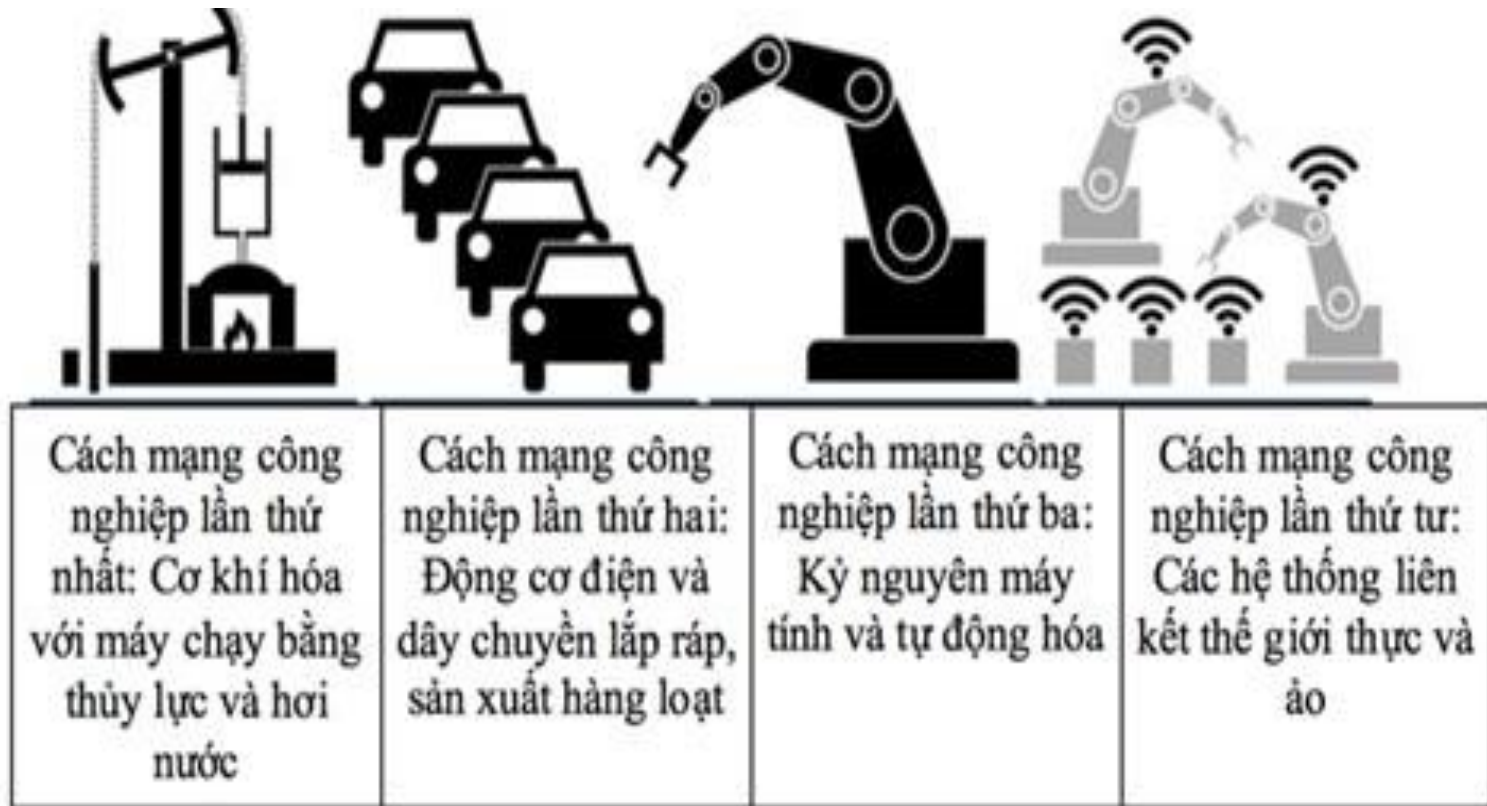 Cách mạng công
nghiệp lần thứ
nhất: Cơ khí hóa
với máy chạy bằng
thủy lực và hơi
nước
Cách mạng công
nghiệp lần thứ hai:
Động cơ điện và
dây chuyền lắp ráp,
sản xuất hàng loạt
Cách mạng công
nghiệp lần thứ ba:
Kỷ nguyên máy
tính và tự động hóa
Cách mạng công
nghiệp lần thứ tư:
Các hệ thống liên
kết thế giới thực và
ảo